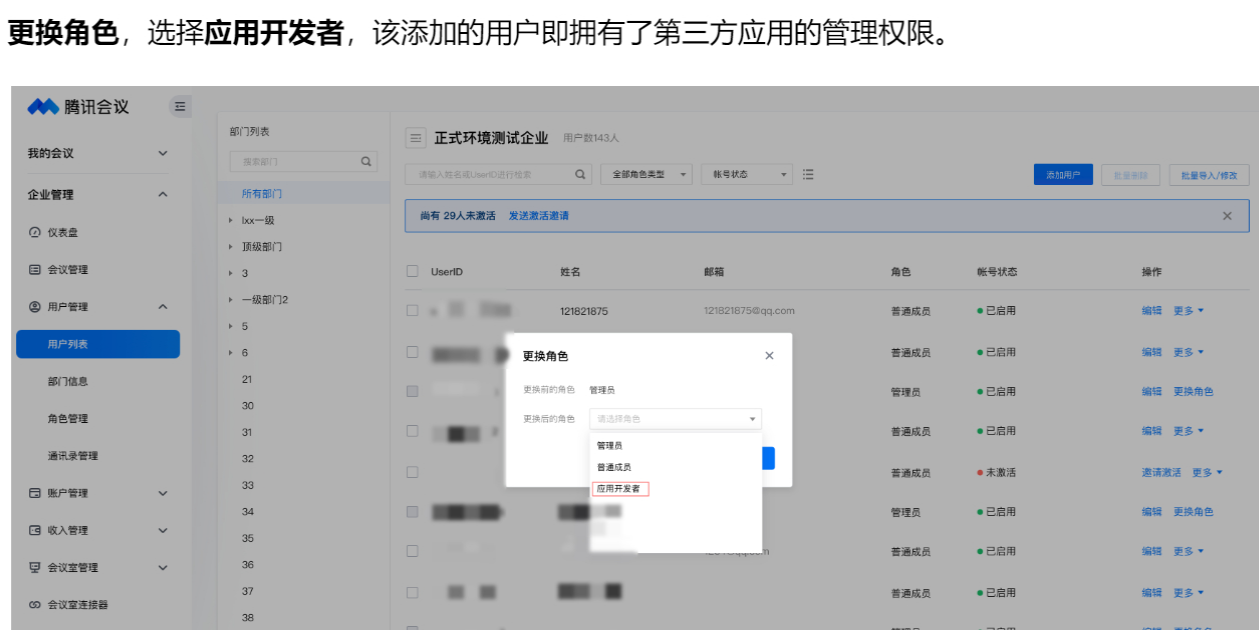 更换角色，选择应用开发者，该添加的用户即拥有了第三方应用的管理权限。
腾讯会议
我的会议
企业管理
仪表盘
会议管理
用户管理
用户列表
部门信息
角色管理
通讯录管理
账户管理
收入管理
会议室管理
会议室连接器
部门列表
搜索部门
所有部门
lxx一级
顶级部门
3
一级部门2
5
6
21
30
31
32
33
34
35
36
37
38
正式环境测试企业 用户数143人
请输入姓名或UserID进行检索 全部角色类型 帐号状态 添加用户 批量删除 批量导入/修改
尚有 29人未激活 发送激活邀请
UserID 姓名 邮箱 角色 帐号状态 操作
121821875 121821875@qq.com 普通成员 已启用 编辑 更多
普通成员 已启用 编辑 更多
管理员 已启用 编辑 更换角色
普通成员 已启用 编辑 更多
普通成员 未激活 邀请激活 更多
管理员 已启用 编辑 更换角色
普通成员 已启用 编辑 更多
普通成员 已启用 编辑 更多
更换角色
更换前的角色 管理员
更换后的角色 请选择角色
管理员
普通成员
应用开发者